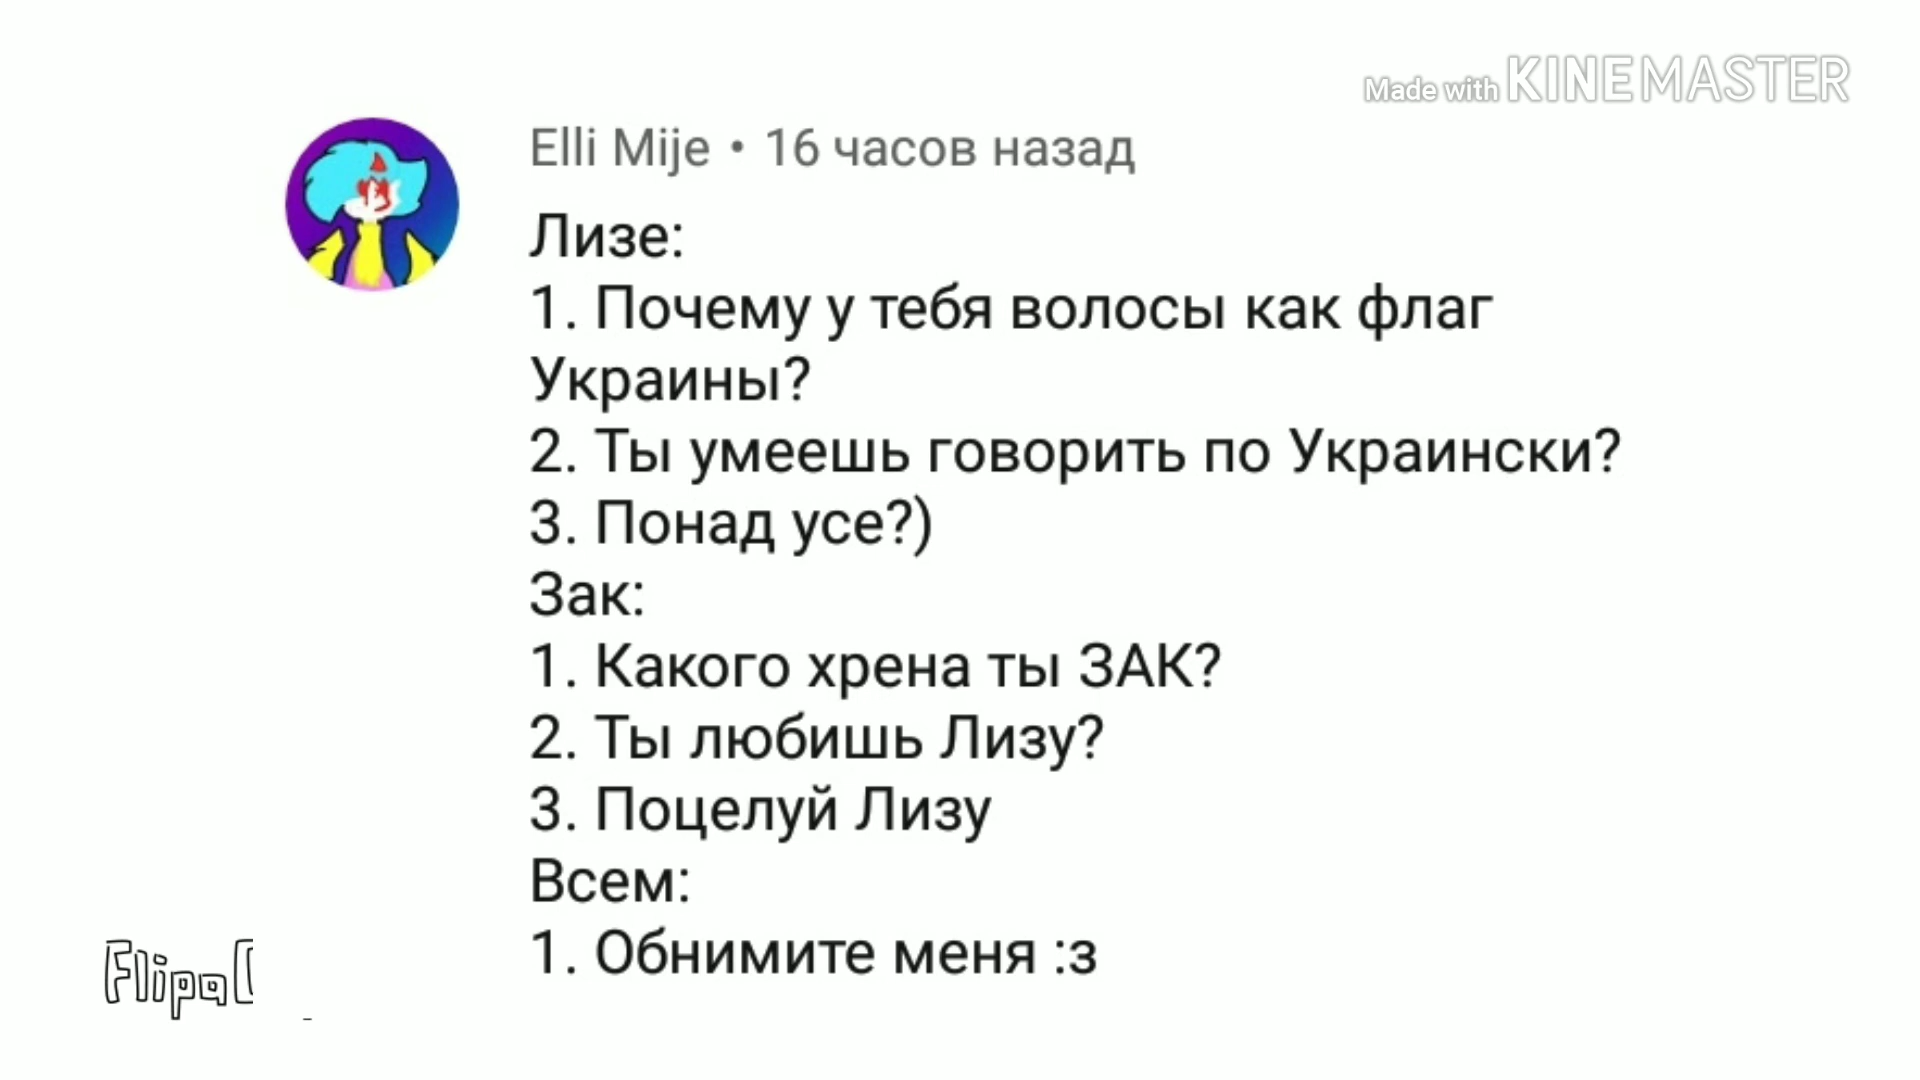 Made with KINEMASTER
Elli Mije • 16 часов назад
Лизе:
1. Почему у тебя волосы как флаг
Украины?
2. Ты умеешь говорить по Украински?
3. Понад усе?)
Зак:
1. Какого хрена ты ЗАК?
2. Ты любишь Лизу?
3. Поцелуй Лизу
Всем:
1. Обнимите меня :з